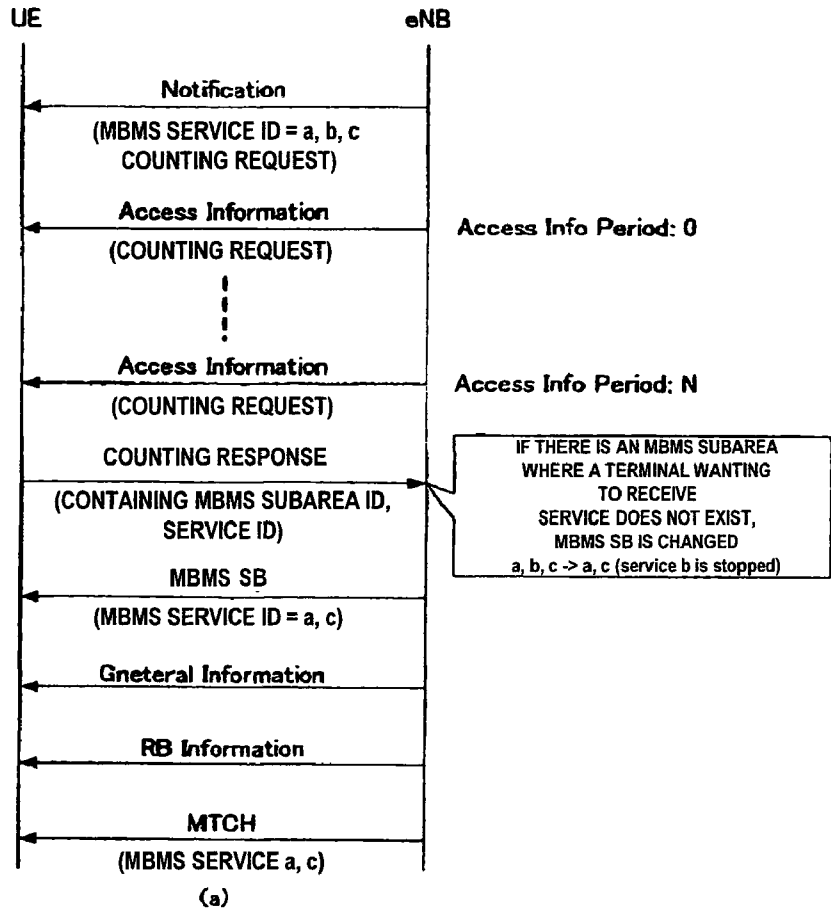 UE
eNB
Notification
(MBMS SERVICE ID = a, b, c
COUNTING REQUEST)
Access Information
Access Info Period: 0
(COUNTING REQUEST)
Access Information
Access Info Period: N
(COUNTING REQUEST)
COUNTING RESPONSE
(CONTAINING MBMS SUBAREA ID,
SERVICE ID)
IF THERE IS AN MBMS SUBAREA
WHERE A TERMINAL WANTING
TO RECEIVE
SERVICE DOES NOT EXIST,
MBMS SB IS CHANGED
a, b, c -> a, c (service b is stopped)
MBMS SB
(MBMS SERVICE ID = a, c)
Gneteral Information
RB Information
MTCH
(MBMS SERVICE a, c)
(a)